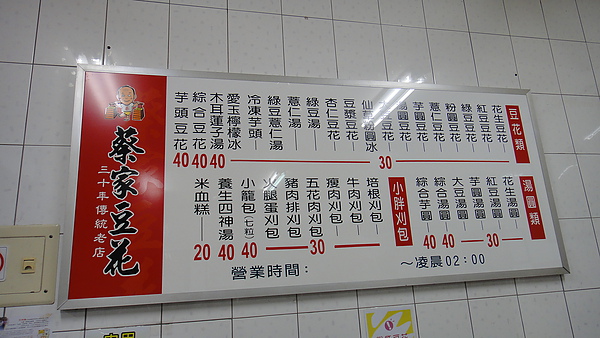 豆花類
花生豆花
紅豆豆花
綠豆豆花
粉圓豆花
薏仁豆花
芋圓豆花
豆花
豆花
冰
豆漿豆花
杏仁豆花
綠豆湯
薏仁湯
綠豆薏仁湯
冷凍芋頭
30
愛玉檸檬冰
木耳蓮子湯
綜合豆花
芋頭豆花
40
40
40
湯圓類
花生湯圓
紅豆湯圓
芋圓湯圓
大豆湯圓
30
綜合湯圓
綜合芋圓
40
40
小胖刈包
培根刈包
牛肉刈包
瘦肉刈包
五花肉刈包
豬肉排刈包
火腿蛋刈包
30
小籠包(七粒)
養生四神湯
米血糕
40
40
20
營業時間：
～凌晨02：00
蔡家豆花
三十年傳統老店